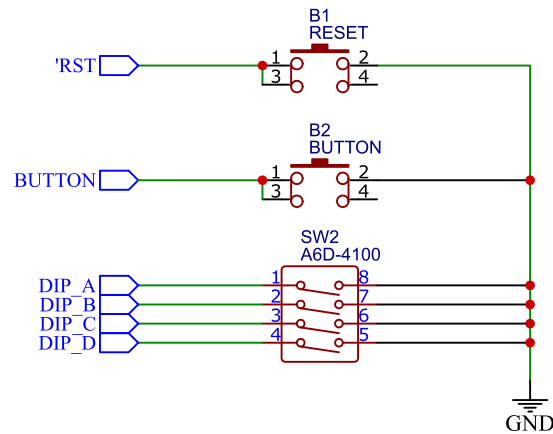 B1
RESET
'RST
1 2
3 4
B2
BUTTON
BUTTON
1 2
3 4
SW2
A6D-4100
DIP_A 1 8
DIP_B 2 7
DIP_C 3 6
DIP_D 4 5
GND